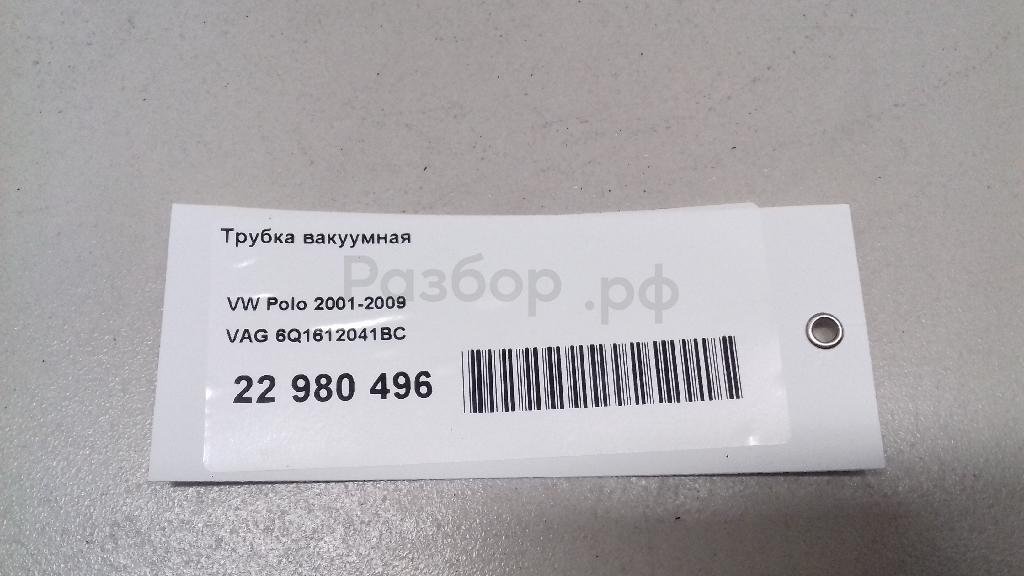 Трубка вакуумная
Разбор.рф
VW Polo 2001-2009
VAG 6Q1612041BC
22 980 496